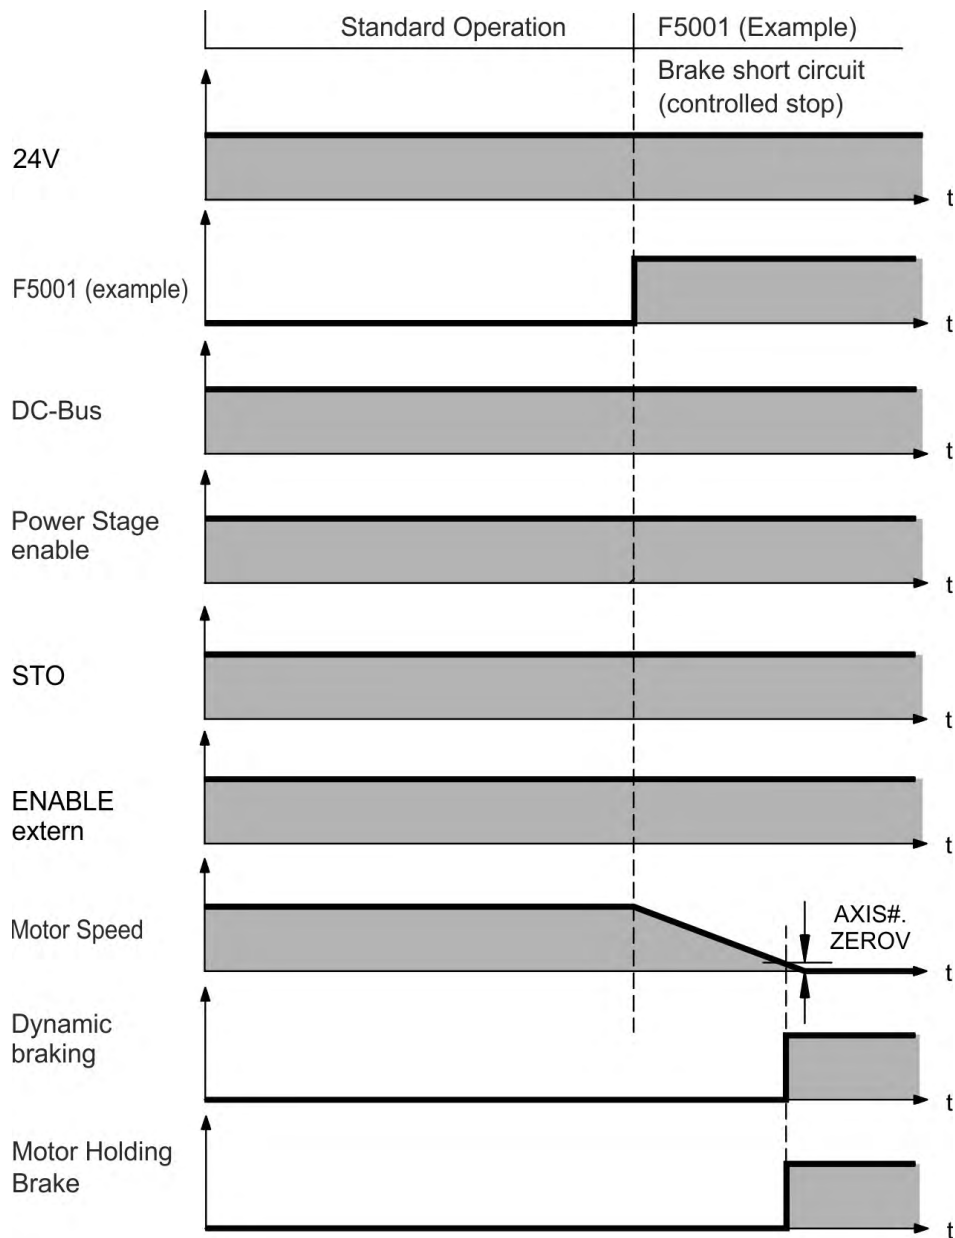 Standard Operation
F5001 (Example)
Brake short circuit
(controlled stop)
24V
t
F5001 (example)
t
DC-Bus
t
Power Stage
enable
t
STO
t
ENABLE
extern
t
Motor Speed
AXIS#.
ZEROV
t
Dynamic
braking
t
Motor Holding
Brake
t